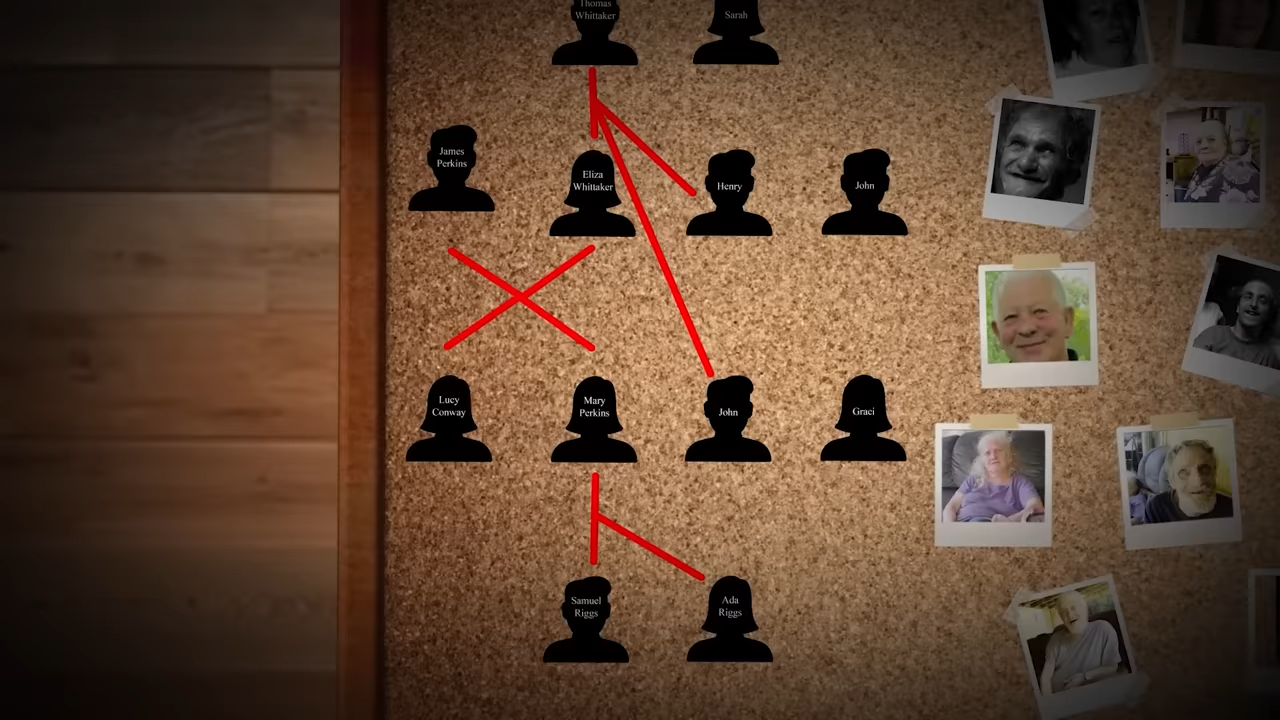 Thomas
Whittaker
Sarah
James
Perkins
Eliza
Whittaker
Henry
John
Lucy
Conway
Mary
Perkins
John
Graci
Samuel
Riggs
Ada
Riggs